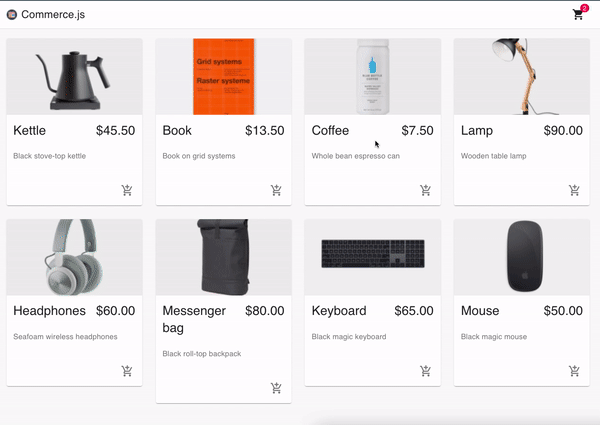 Commerce.js
2
Grid systems
Raster systeme
BLUE BOTTLE
COFFEE
Kettle $45.50
Black stove-top kettle
Book $13.50
Book on grid systems
Coffee $7.50
Whole bean espresso can
Lamp $90.00
Wooden table lamp
Headphones $60.00
Seafoam wireless headphones
Messenger $80.00
bag
Black roll-top backpack
Keyboard $65.00
Black magic keyboard
Mouse $50.00
Black magic mouse